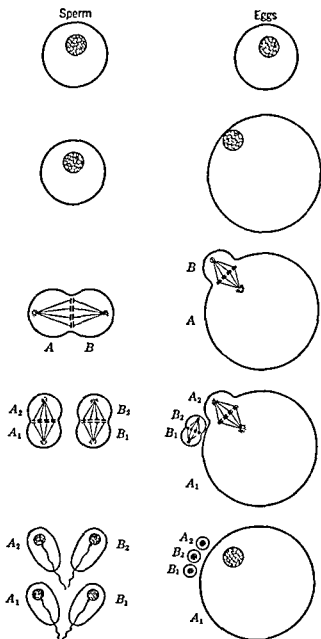 Sperm Eggs
B
A
A B
A₂ B₂
A₁ B₁
A₂
B₂
B₁
A₁
A₂ B₂
A₁ B₁
A₂
B₂
B₁
A₁